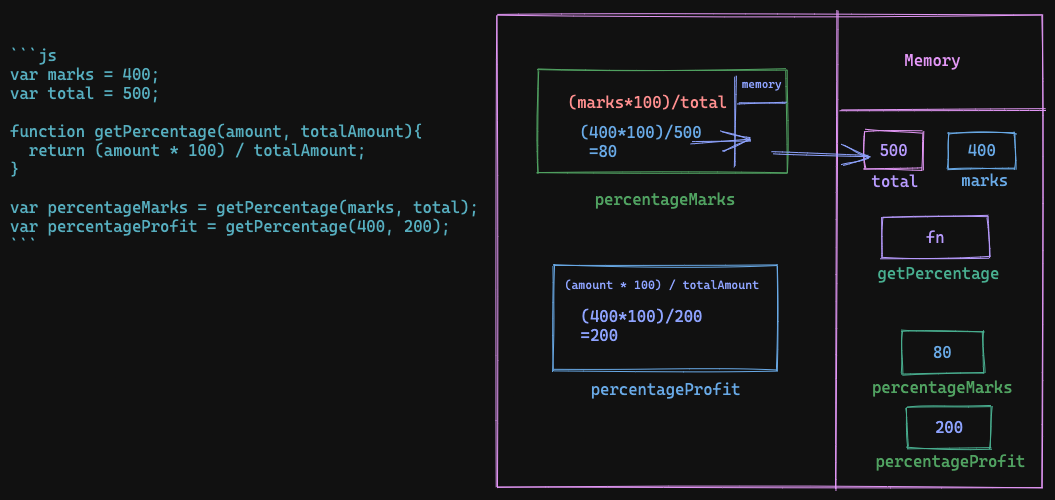 ```js
var marks = 400;
var total = 500;
function getPercentage(amount, totalAmount){
return (amount * 100) / totalAmount;
}
var percentageMarks = getPercentage(marks, total);
var percentageProfit = getPercentage(400, 200);
```
(marks*100)/total
memory
(400*100)/500
=80
percentageMarks
(amount * 100) / totalAmount
(400*100)/200
=200
percentageProfit
Memory
500
400
total
marks
fn
getPercentage
80
percentageMarks
200
percentageProfit